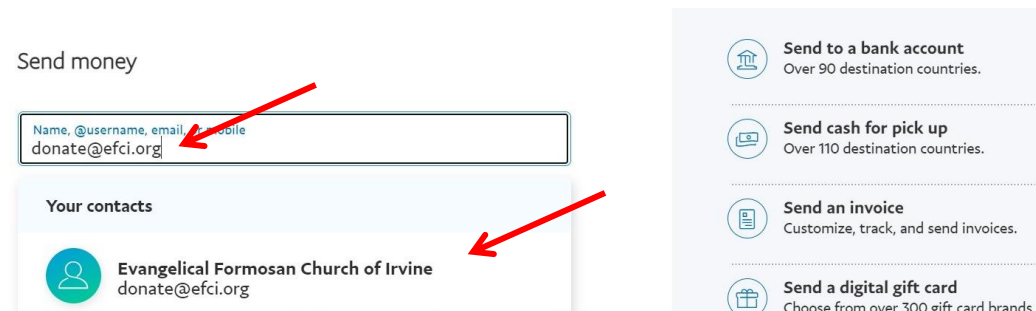 Send money
Name, @username, email, or mobile
donate@efci.org
Your contacts
Evangelical Formosan Church of Irvine
donate@efci.org
Send to a bank account
Over 90 destination countries.
Send cash for pick up
Over 110 destination countries.
Send an invoice
Customize, track, and send invoices.
Send a digital gift card
Choose from over 300 gift card brands